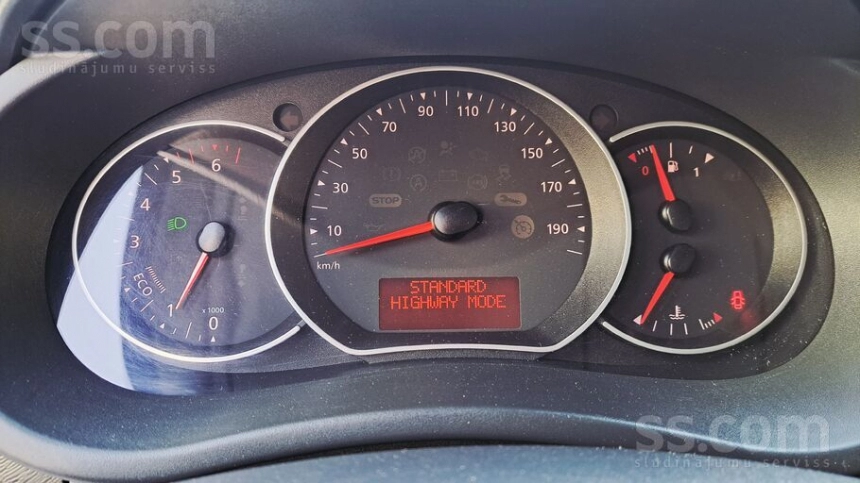 ss.com
sludinājumu serviss
0
1
ECO
3
4
5
6
x1000
km/h
10
30
50
70
90
110
130
150
170
190
STOP
STANDARD
HIGHWAY MODE
0
1
ss.com
sludinājumu serviss